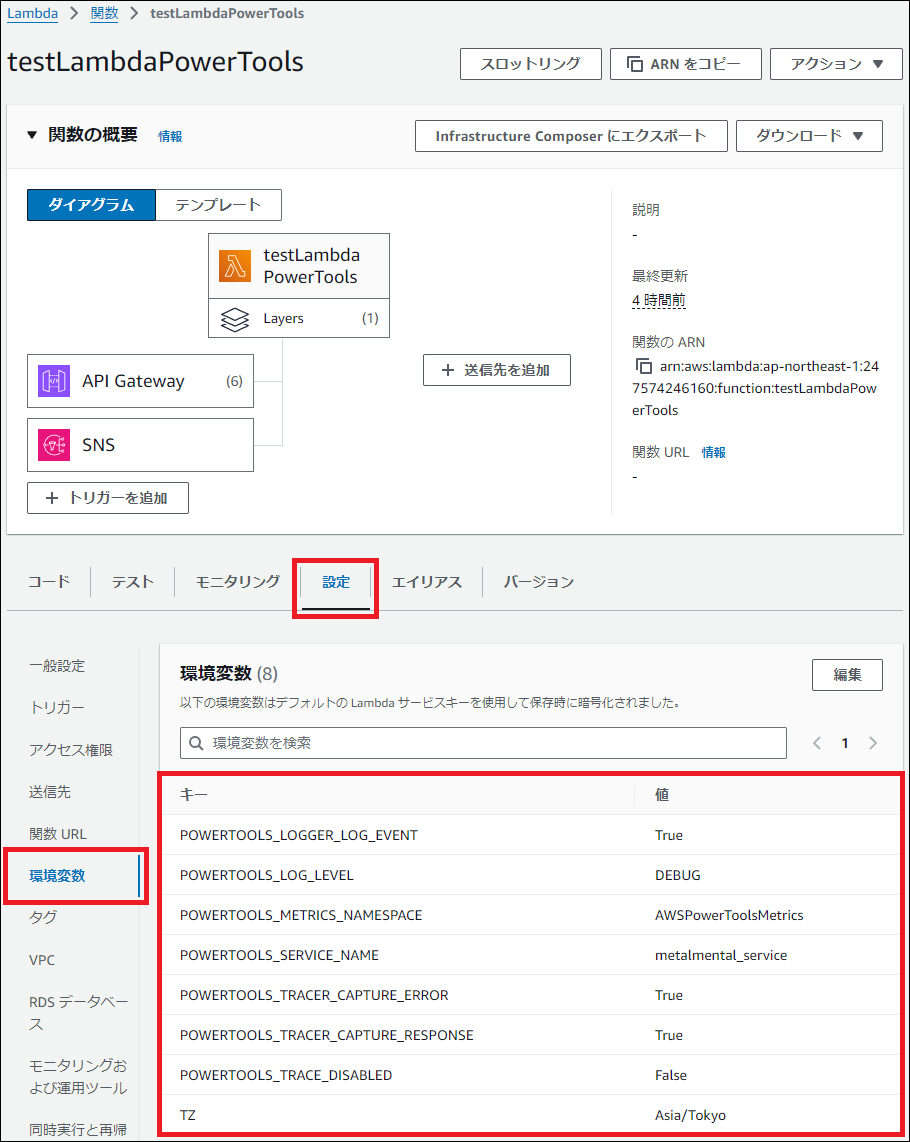 Lambda > 関数 > testLambdaPowerTools
testLambdaPowerTools
スロットリング
ARN をコピー
アクション ▼
▼ 関数の概要 情報
Infrastructure Composer にエクスポート
ダウンロード ▼
ダイアグラム
テンプレート
testLambda
PowerTools
Layers (1)
API Gateway (6)
SNS
+ トリガーを追加
+ 送信先を追加
説明
-
最終更新
4 時間前
関数の ARN
arn:aws:lambda:ap-northeast-1:24
7574246160:function:testLambdaPow
erTools
関数 URL 情報
-
コード
テスト
モニタリング
設定
エイリアス
バージョン
一般設定
トリガー
アクセス権限
送信先
関数 URL
環境変数
タグ
VPC
RDS データベー
ス
モニタリングお
よび運用ツール
同時実行と再帰
環境変数 (8)
編集
以下の環境変数はデフォルトの Lambda サービスキーを使用して保存時に暗号化されました。
環境変数を検索
< 1 >
キー 値
POWERTOOLS_LOGGER_LOG_EVENT True
POWERTOOLS_LOG_LEVEL DEBUG
POWERTOOLS_METRICS_NAMESPACE AWSPowerToolsMetrics
POWERTOOLS_SERVICE_NAME metalmental_service
POWERTOOLS_TRACER_CAPTURE_ERROR True
POWERTOOLS_TRACER_CAPTURE_RESPONSE True
POWERTOOLS_TRACE_DISABLED False
TZ Asia/Tokyo